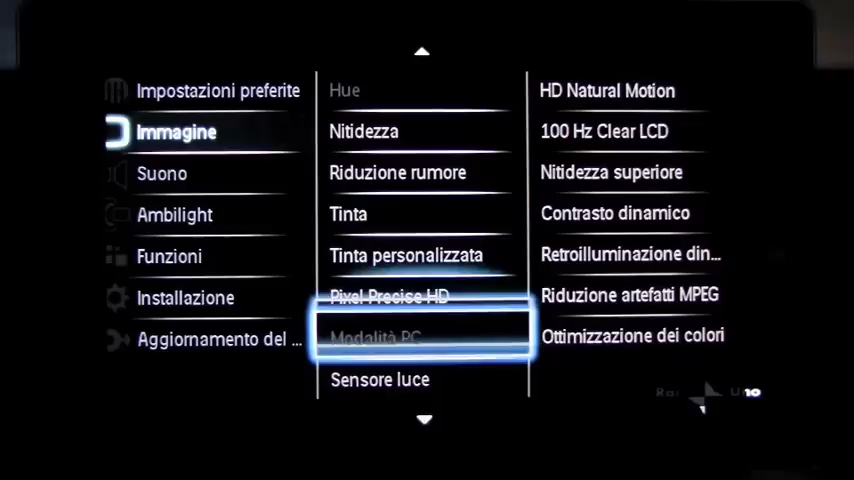 Impostazioni preferite
Immagine
Suono
Ambilight
Funzioni
Installazione
Aggiornamento del ...
Hue
Nitidezza
Riduzione rumore
Tinta
Tinta personalizzata
Pixel Precise HD
Modalità PC
Sensore luce
HD Natural Motion
100 Hz Clear LCD
Nitidezza superiore
Contrasto dinamico
Retroilluminazione din...
Riduzione artefatti MPEG
Ottimizzazione dei colori
Rai Uno